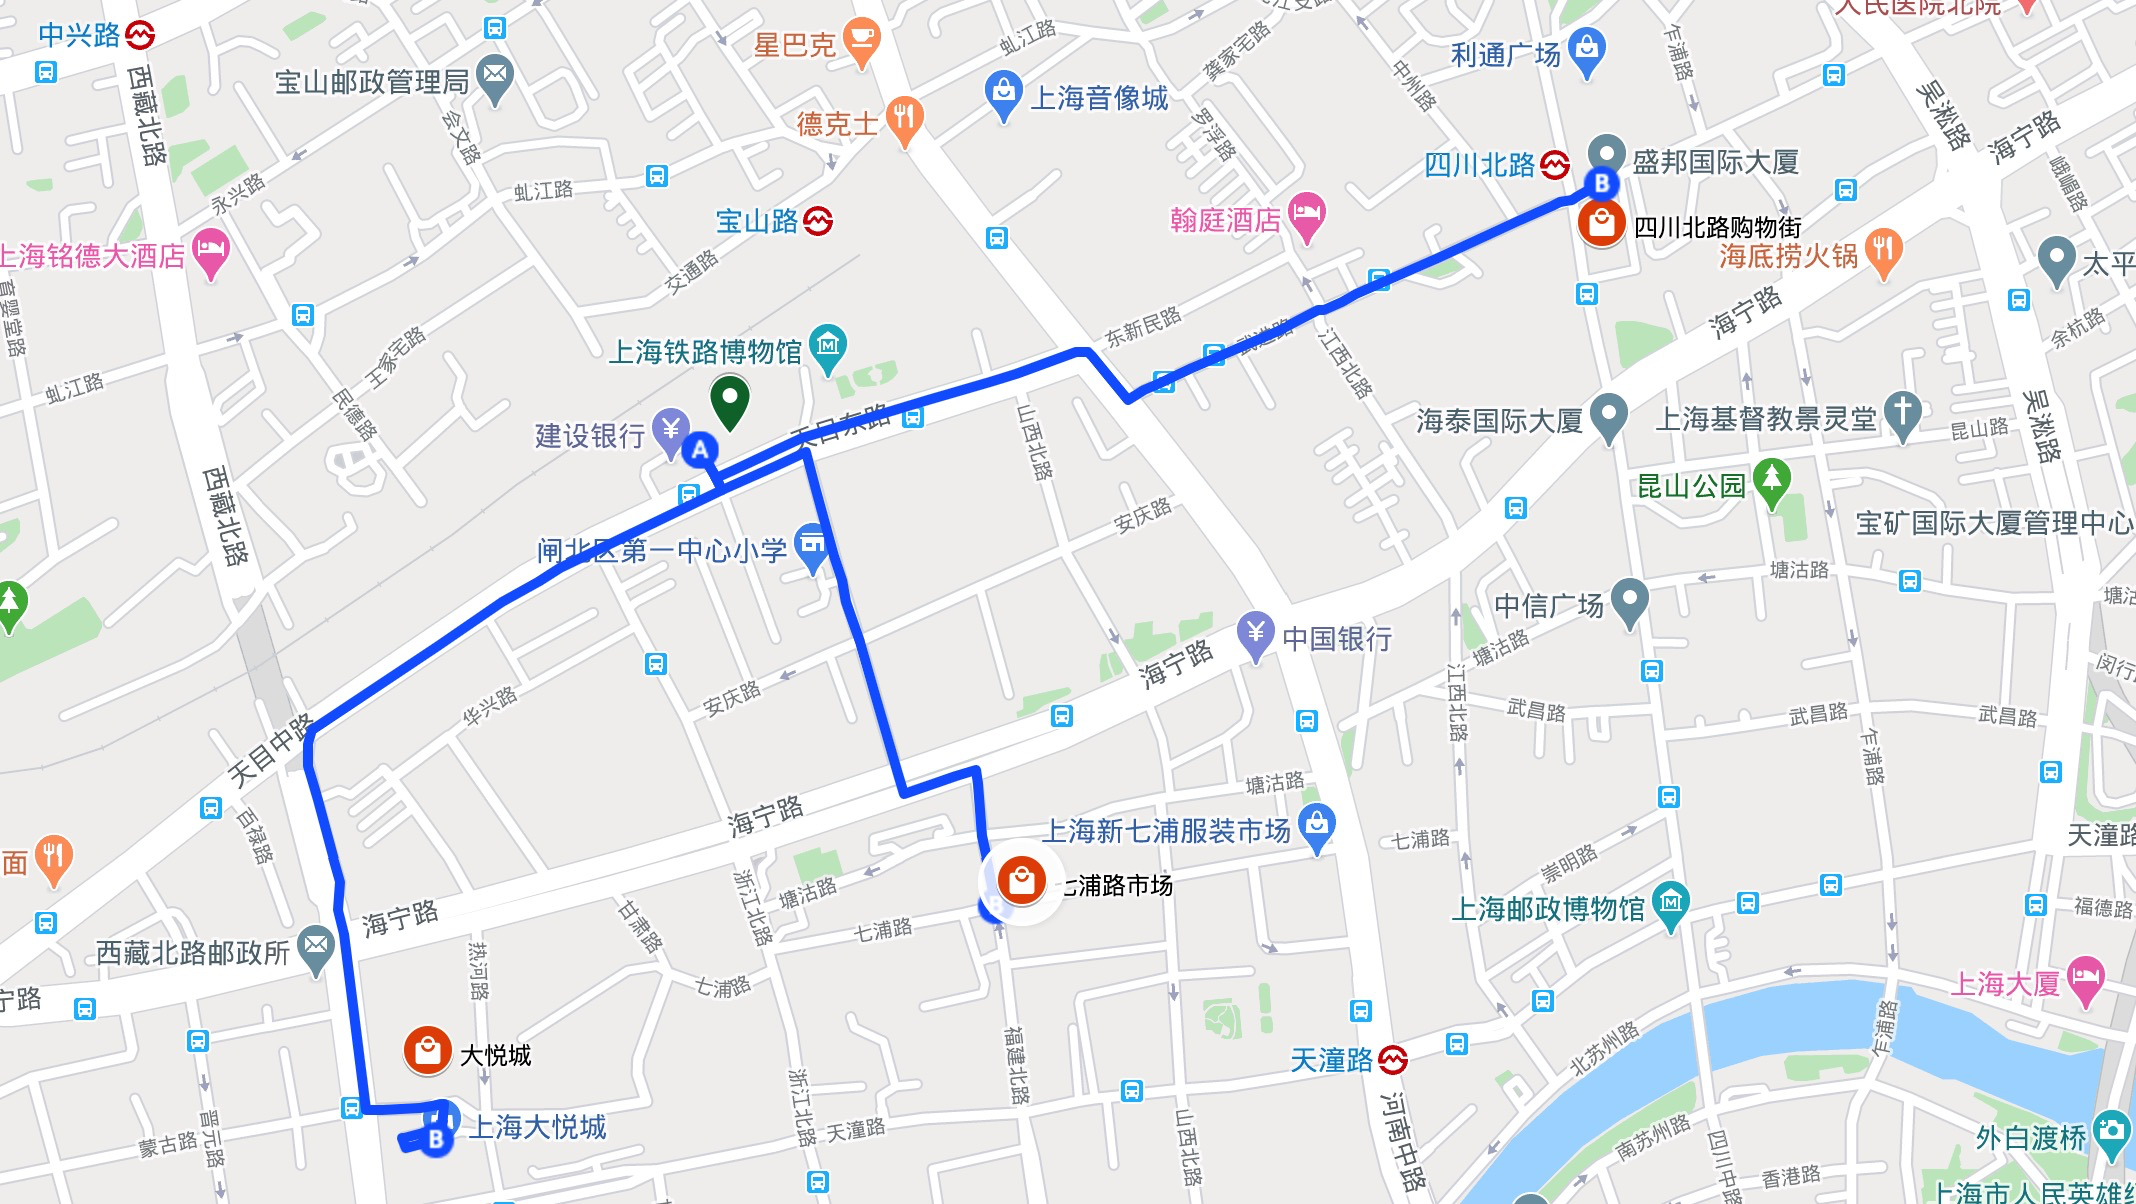 人民医院北院
中兴路
星巴克
虬江路
九江支路
龚家宅路
利通广场
乍浦路
西藏北路
宝山邮政管理局
会文路
德克士
上海音像城
中州路
罗浮路
吴淞路
海宁路
四川北路
盛邦国际大厦
永兴路
虬江路
宝山路
翰庭酒店
峨嵋路
四川北路购物街
上海铭德大酒店
海底捞火锅
太平
交通路
育婴堂路
王家宅路
上海铁路博物馆
东新民路
武进路
江西北路
海宁路
余杭路
虬江路
民德路
建设银行
A
B
天目东路
山西北路
海泰国际大厦
上海基督教景灵堂
昆山路
吴淞路
西藏北路
昆山公园
安庆路
宝矿国际大厦管理中心
闸北区第一中心小学
塘沽路
塘沽
中信广场
中国银行
塘沽路
海宁路
闵行
江西北路
安庆路
华兴路
武昌路
武昌路
武昌路
天目中路
乍浦路
塘沽路
百禄路
海宁路
上海新七浦服装市场
七浦路
天潼路
面
崇明路
七浦路市场
塘沽路
浙江北路
海宁路
甘肃路
七浦路
上海邮政博物馆
福德路
西藏北路邮政所
热河路
七浦路
上海大厦
宁路
乍浦路
大悦城
福建北路
天潼路
北苏州路
上海大悦城
B
浙江北路
天潼路
山西北路
河南中路
蒙古路
晋元路
南苏州路
四川中路
外白渡桥
香港路
上海市人民英雄纪